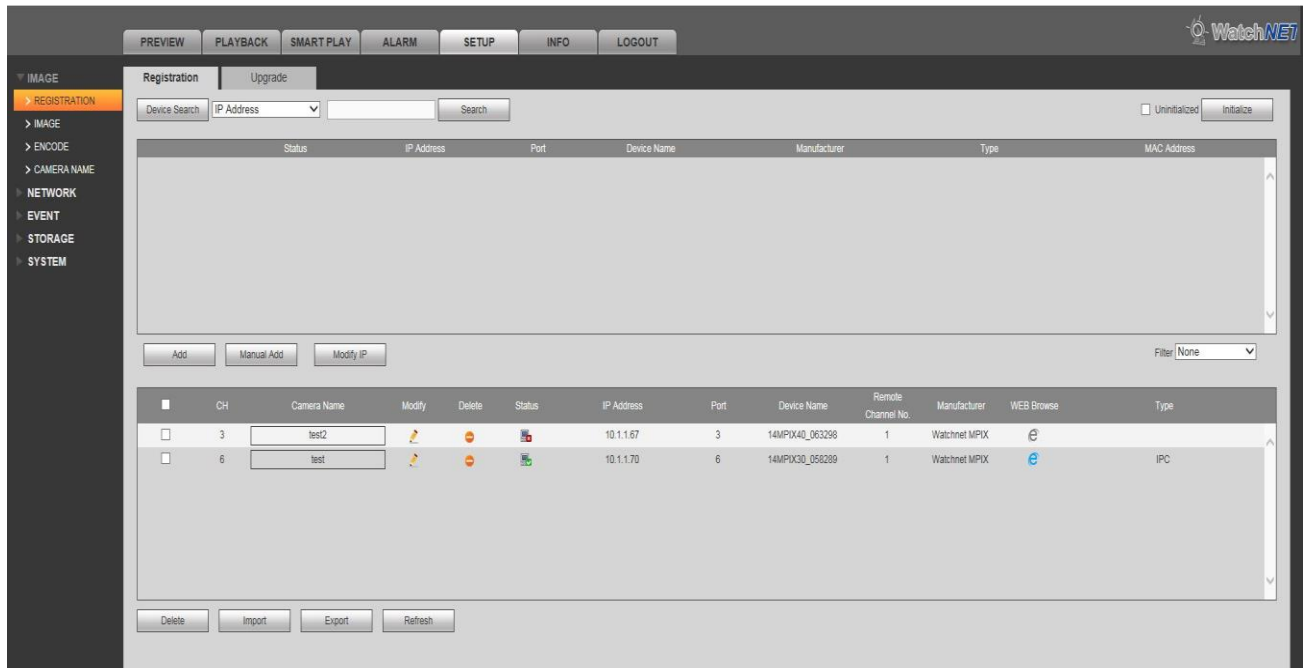 WatchNET
PREVIEW PLAYBACK SMART PLAY ALARM SETUP INFO LOGOUT
IMAGE
REGISTRATION
IMAGE
ENCODE
CAMERA NAME
NETWORK
EVENT
STORAGE
SYSTEM
Registration Upgrade
Device Search IP Address Search Uninitialized Initialize
Status IP Address Port Device Name Manufacturer Type MAC Address
Add Manual Add Modify IP Filter None
CH Camera Name Modify Delete Status IP Address Port Device Name Remote Channel No. Manufacturer WEB Browse Type
3 test2 10.1.1.67 3 14MPIX40_063298 1 Watchnet MPIX
6 test 10.1.1.70 6 14MPIX30_058289 1 Watchnet MPIX IPC
Delete Import Export Refresh